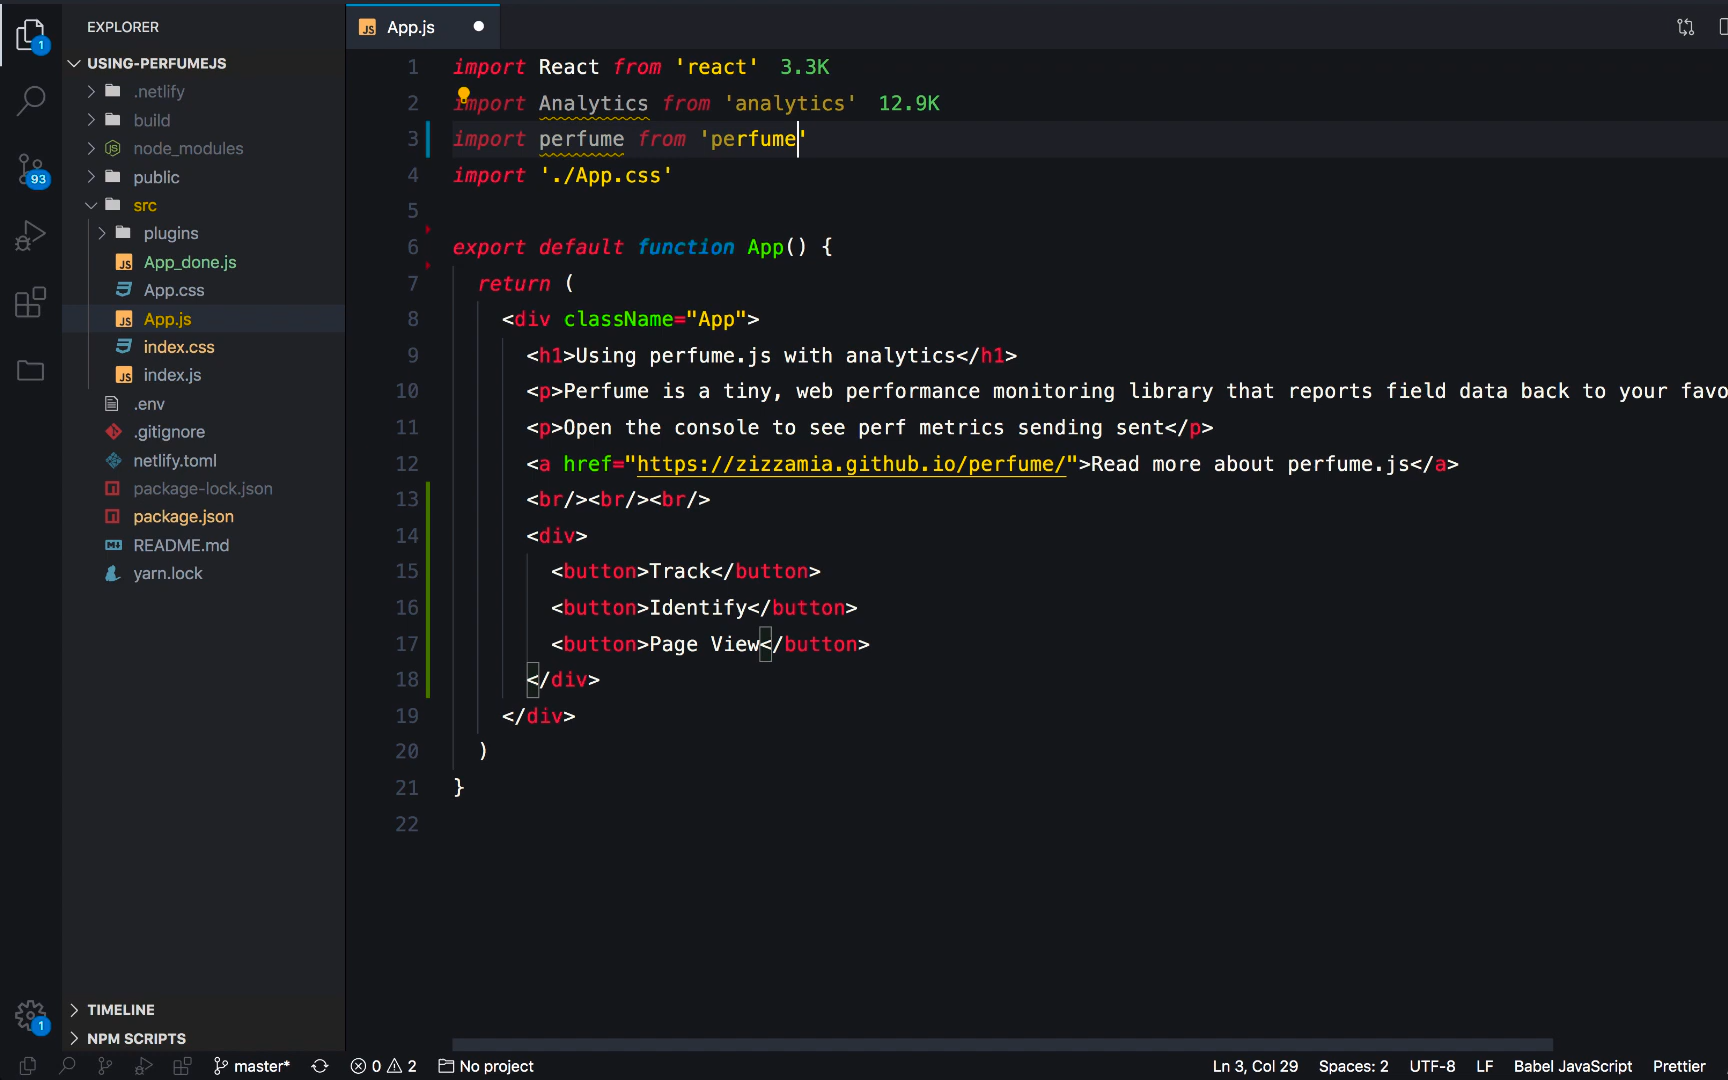 EXPLORER
USING-PERFUMEJS
.netlify
build
node_modules
public
src
plugins
App_done.js
App.css
App.js
index.css
index.js
.env
.gitignore
netlify.toml
package-lock.json
package.json
README.md
yarn.lock
TIMELINE
NPM SCRIPTS
1
93
1
App.js
1 import React from 'react' 3.3K
2 import Analytics from 'analytics' 12.9K
3 import perfume from 'perfume'
4 import './App.css'
5
6 export default function App() {
7 return (
8 <div className="App">
9 <h1>Using perfume.js with analytics</h1>
10 <p>Perfume is a tiny, web performance monitoring library that reports field data back to your favo
11 <p>Open the console to see perf metrics sending sent</p>
12 <a href="https://zizzamia.github.io/perfume/">Read more about perfume.js</a>
13 <br/><br/><br/>
14 <div>
15 <button>Track</button>
16 <button>Identify</button>
17 <button>Page View</button>
18 </div>
19 </div>
20 )
21 }
22
master* 0 2 No project Ln 3, Col 29 Spaces: 2 UTF-8 LF Babel JavaScript Prettier